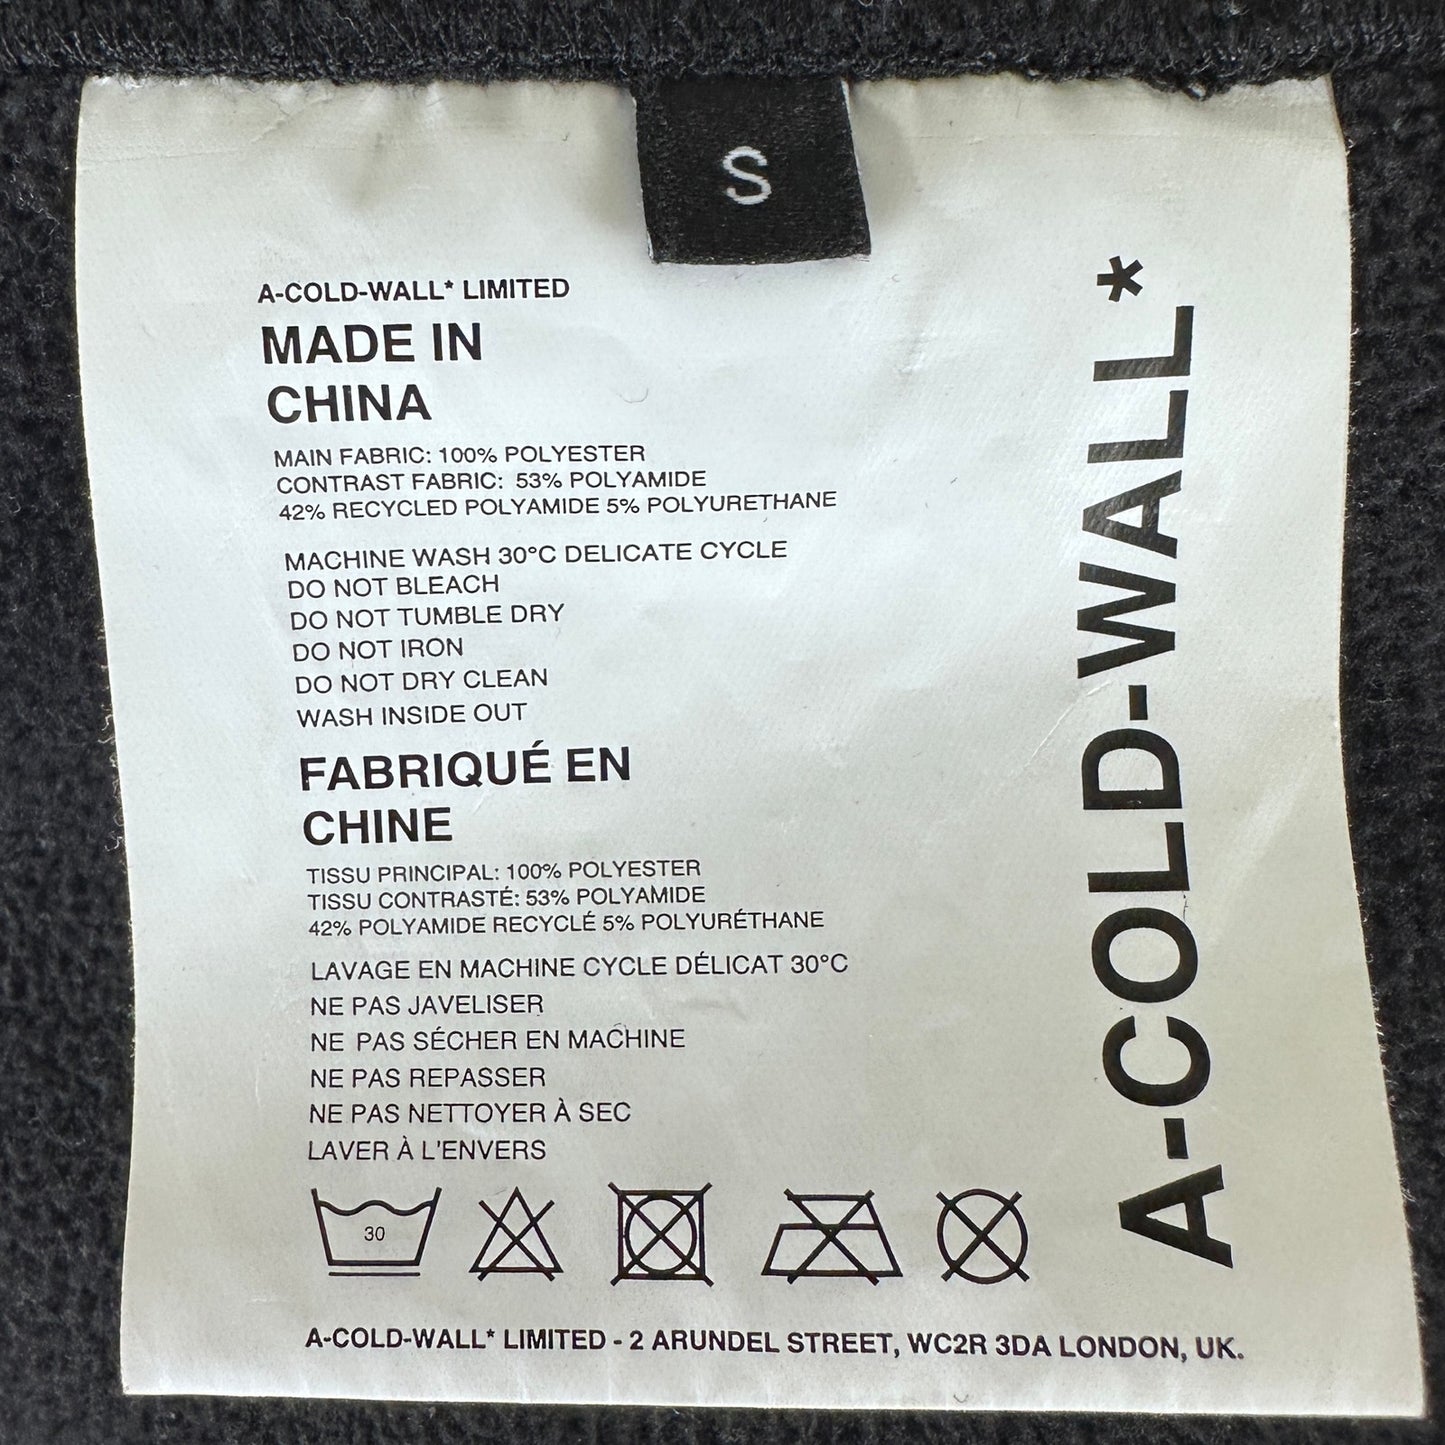 S
A-COLD-WALL* LIMITED
MADE IN
CHINA
MAIN FABRIC: 100% POLYESTER
CONTRAST FABRIC: 53% POLYAMIDE
42% RECYCLED POLYAMIDE 5% POLYURETHANE
MACHINE WASH 30°C DELICATE CYCLE
DO NOT BLEACH
DO NOT TUMBLE DRY
DO NOT IRON
DO NOT DRY CLEAN
WASH INSIDE OUT
FABRIQUÉ EN
CHINE
TISSU PRINCIPAL: 100% POLYESTER
TISSU CONTRASTÉ: 53% POLYAMIDE
42% POLYAMIDE RECYCLÉ 5% POLYURÉTHANE
LAVAGE EN MACHINE CYCLE DÉLICAT 30°C
NE PAS JAVELISER
NE PAS SÉCHER EN MACHINE
NE PAS REPASSER
NE PAS NETTOYER À SEC
LAVER À L'ENVERS
30
A-COLD-WALL* LIMITED - 2 ARUNDEL STREET, WC2R 3DA LONDON, UK.
A-COLD-WALL*